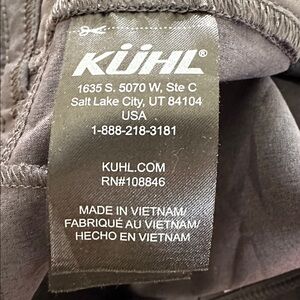 KÜHL®
1635 S. 5070 W, Ste C
Salt Lake City, UT 84104
USA
1-888-218-3181
KUHL.COM
RN#108846
MADE IN VIETNAM/
FABRIQUÉ AU VIETNAM/
HECHO EN VIETNAM